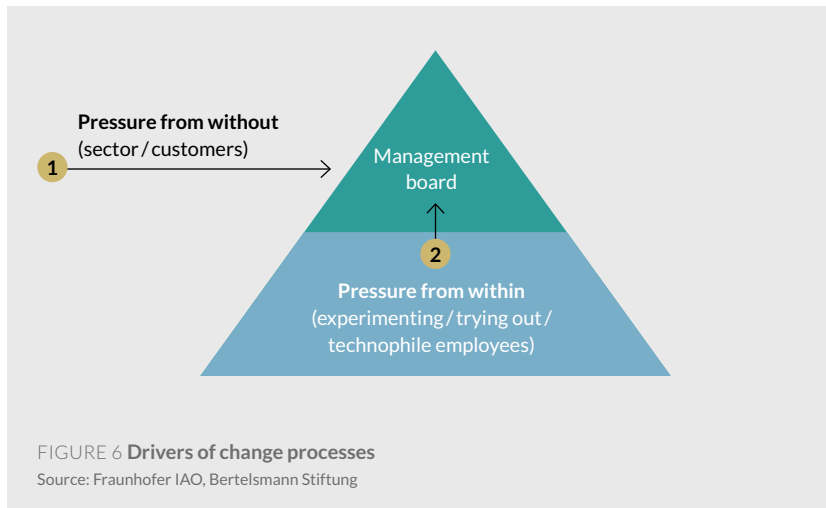 Pressure from without
(sector / customers)
1
Management
board
2
Pressure from within
(experimenting / trying out /
technophile employees)
FIGURE 6 Drivers of change processes
Source: Fraunhofer IAO, Bertelsmann Stiftung